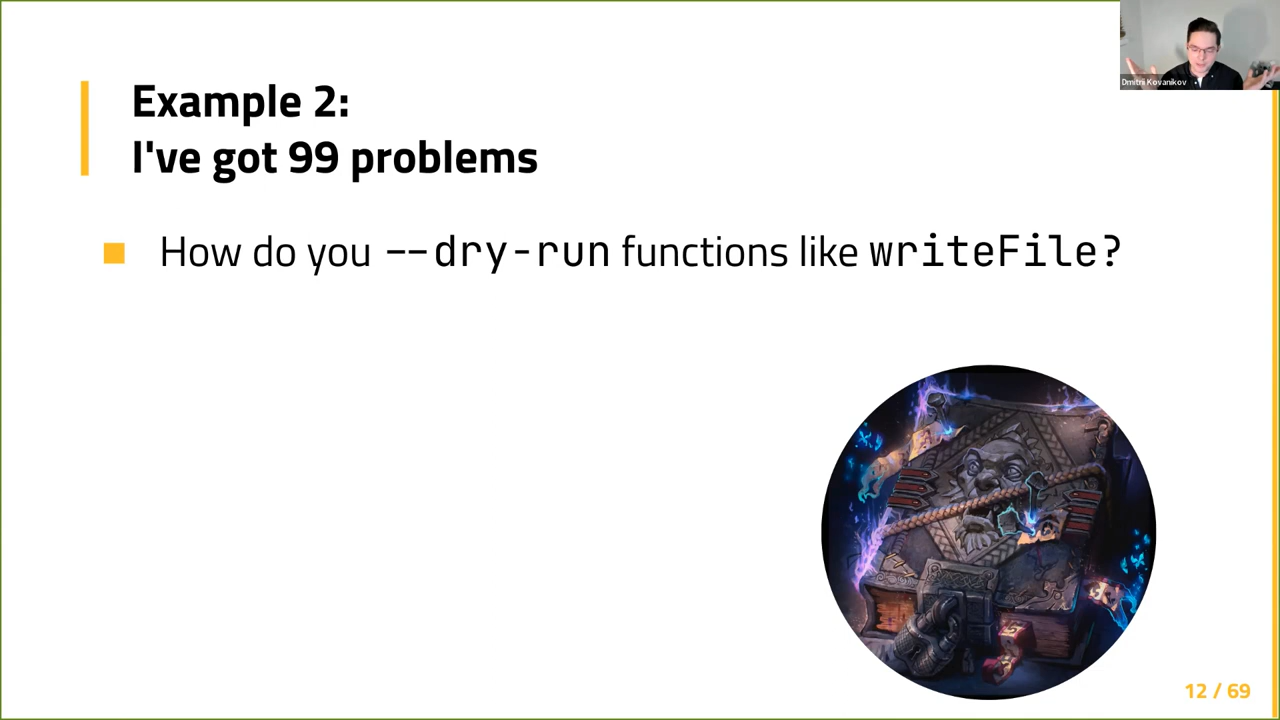 Dmitrii Kovanikov
Example 2:
I've got 99 problems
How do you --dry-run functions like writeFile?
12 / 69